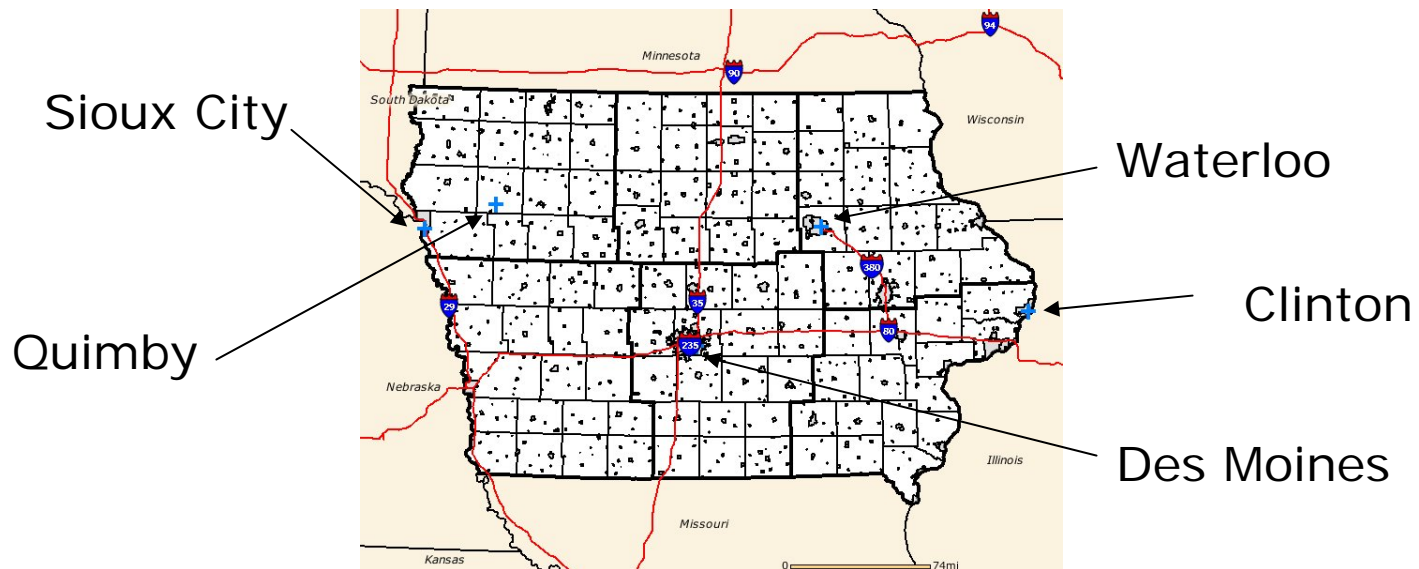 Sioux City
Quimby
Minnesota
South Dakota
Wisconsin
Nebraska
Illinois
Missouri
Kansas
94
90
380
29
35
80
235
0
74mi
Waterloo
Clinton
Des Moines